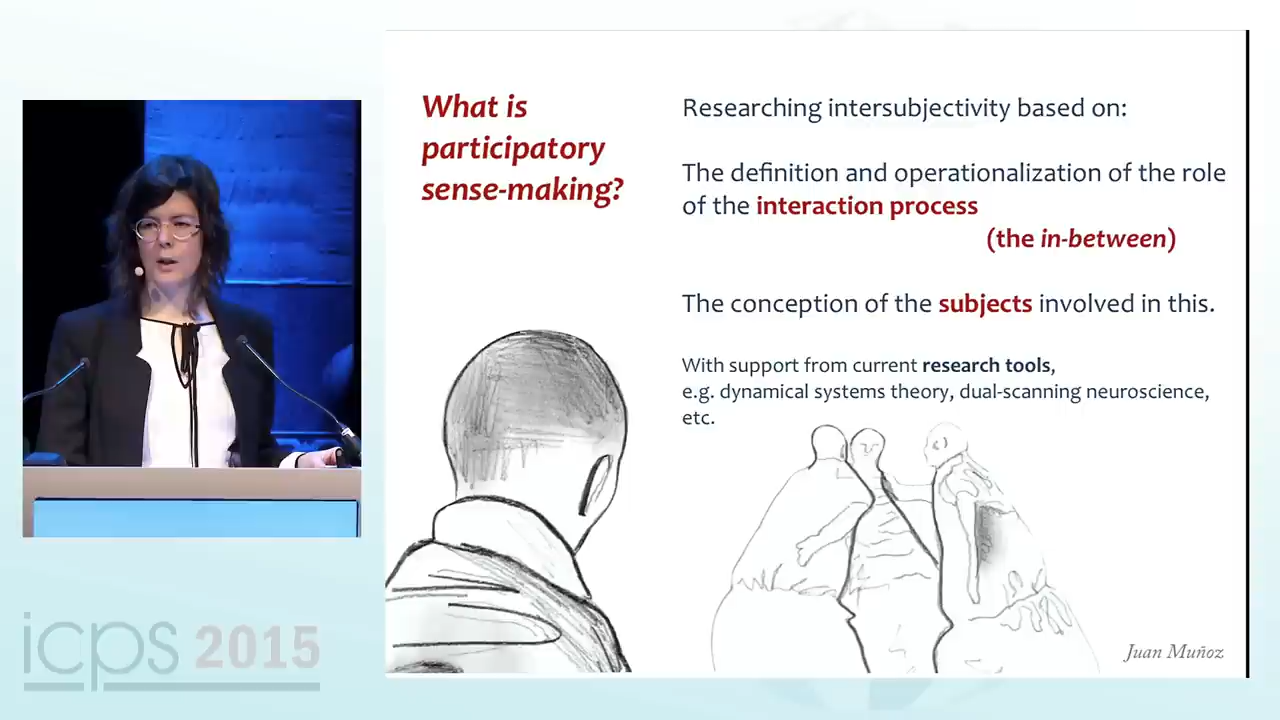 What is
participatory
sense-making?
Researching intersubjectivity based on:
The definition and operationalization of the role
of the interaction process
(the in-between)
The conception of the subjects involved in this.
With support from current research tools,
e.g. dynamical systems theory, dual-scanning neuroscience,
etc.
Juan Muñoz
icps 2015